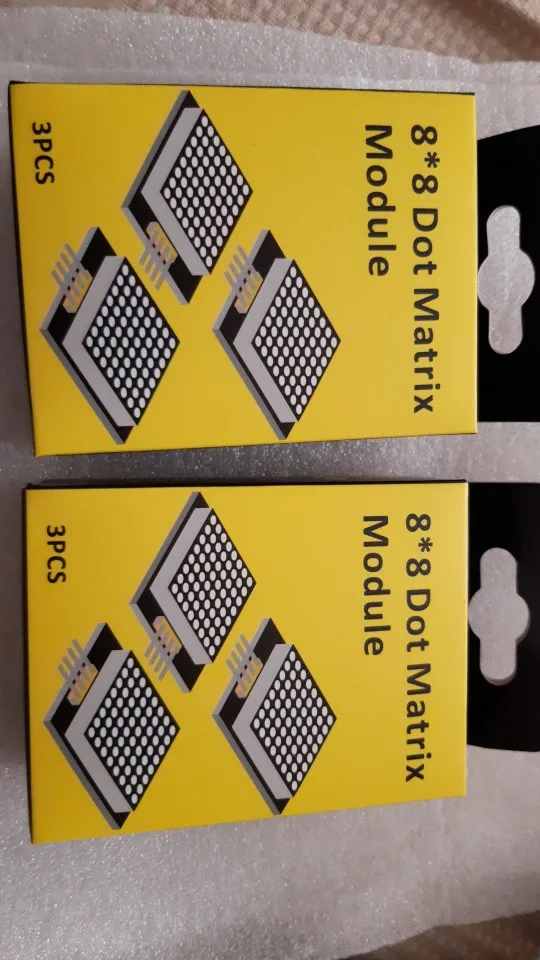 8*8 Dot Matrix
Module
3PCS
8*8 Dot Matrix
Module
3PCS